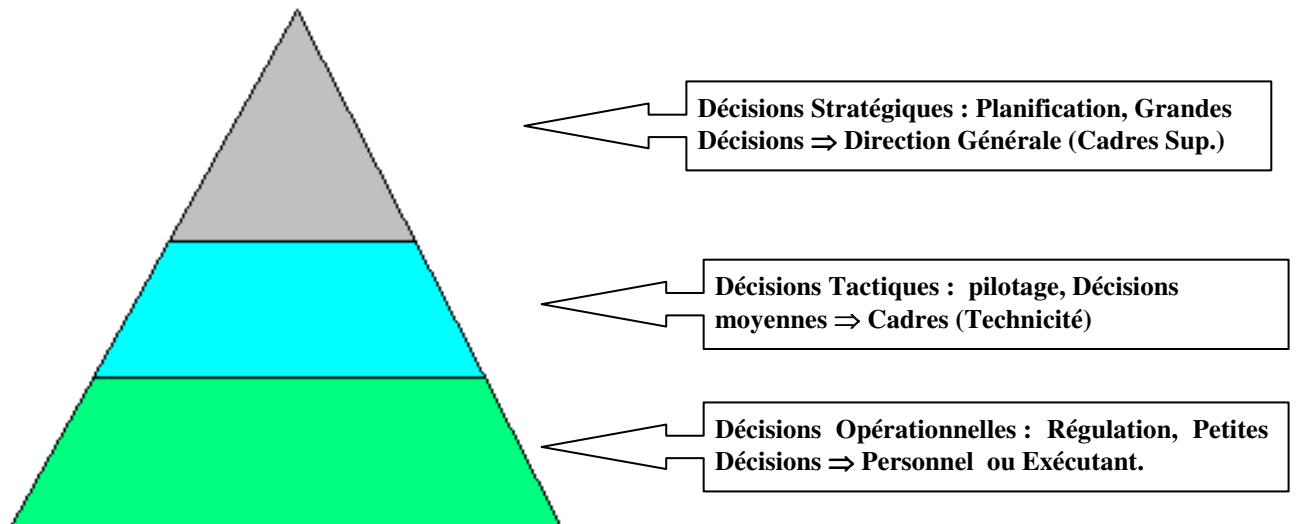 Décisions Stratégiques : Planification, Grandes
Décisions ⇒ Direction Générale (Cadres Sup.)
Décisions Tactiques : pilotage, Décisions
moyennes ⇒ Cadres (Technicité)
Décisions Opérationnelles : Régulation, Petites
Décisions ⇒ Personnel ou Exécutant.